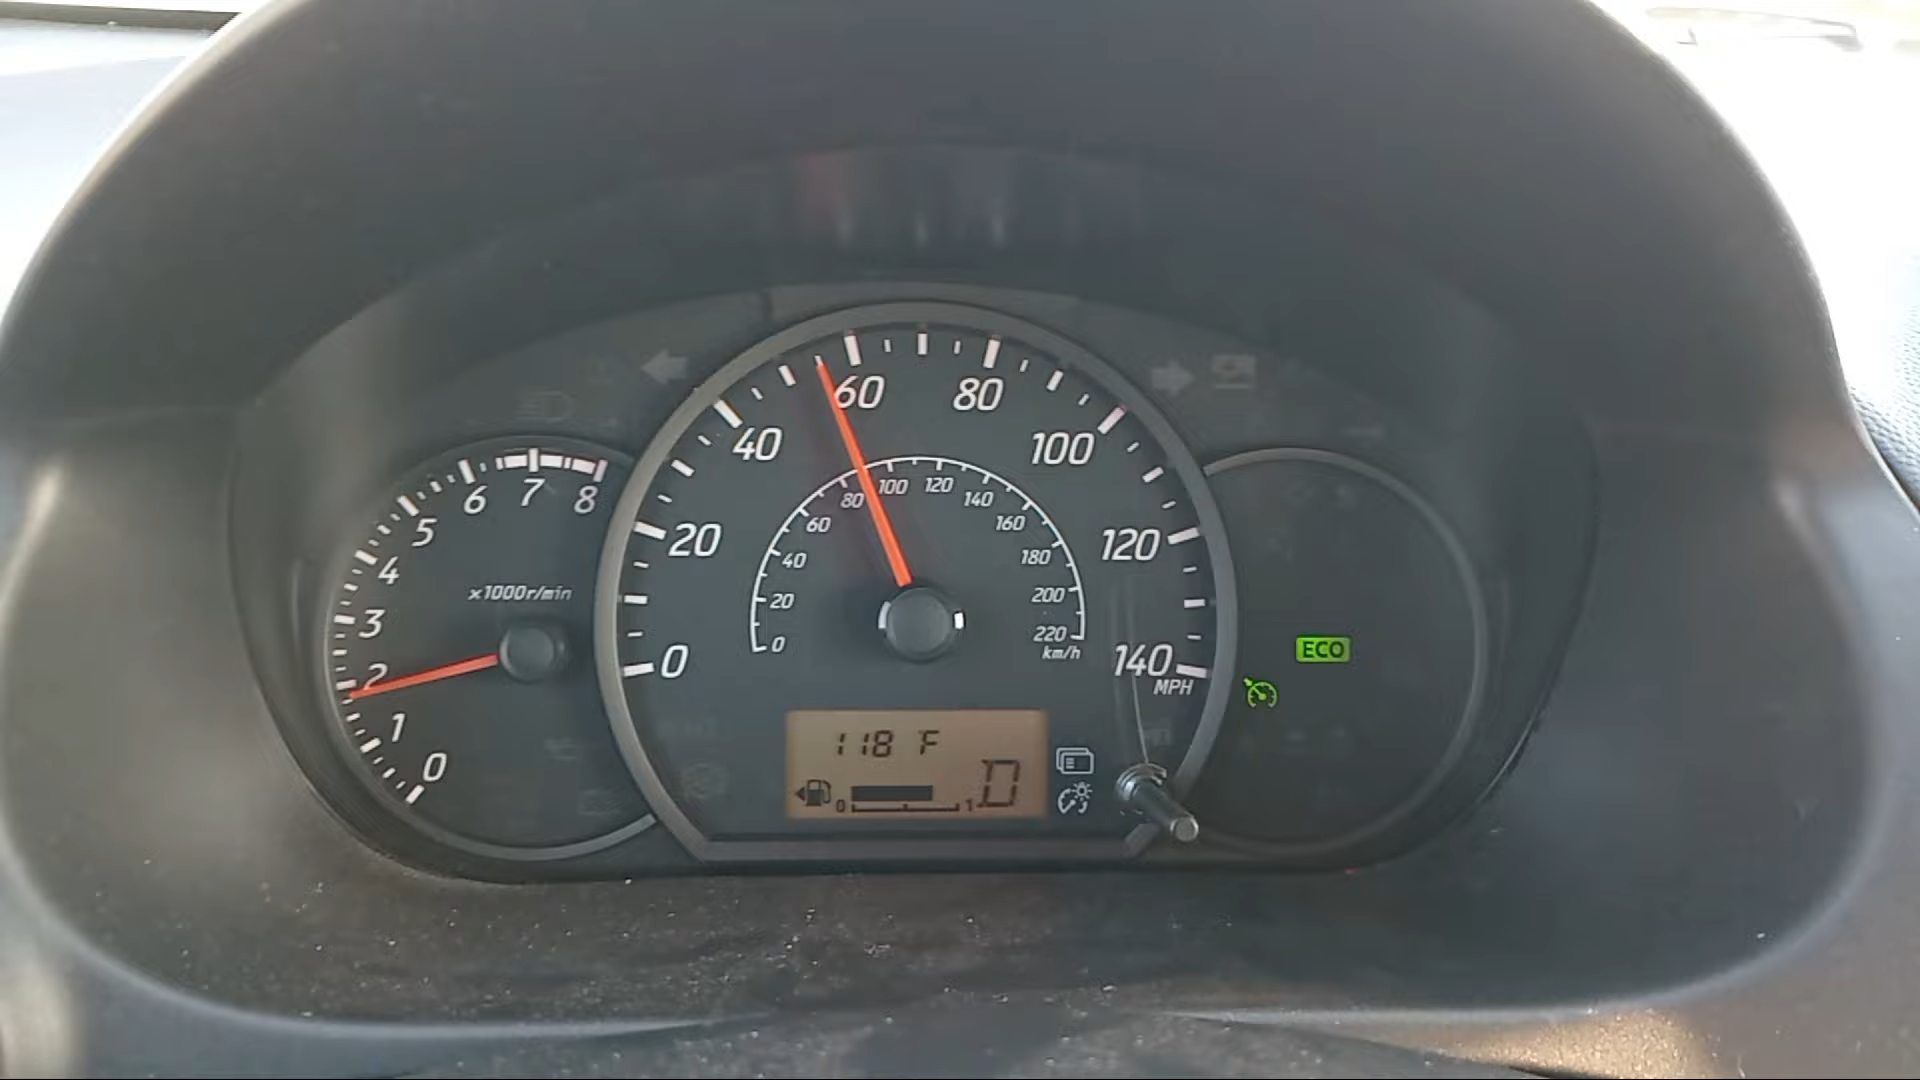 6 7 8
5
4
3
2
1
0
x1000r/min
0 20 40 60 80 100 120 140
MPH
0 20 40 60 80 100 120 140 160 180 200 220
km/h
118 °F
0 1
D
ECO